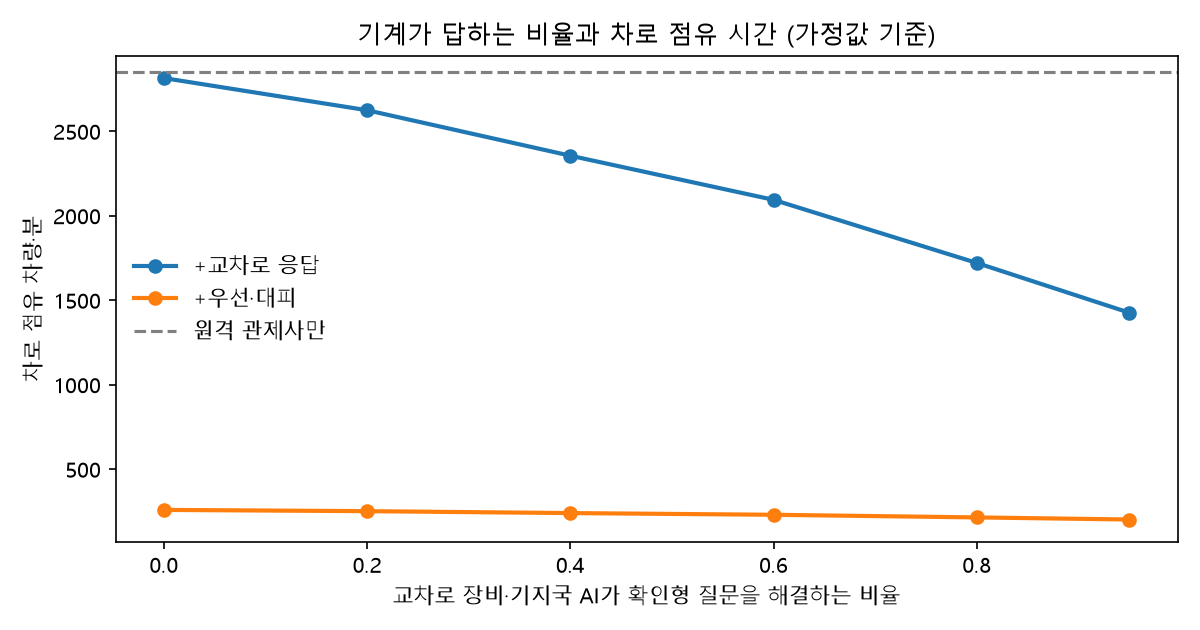 기계가 답하는 비율과 차로 점유 시간 (가정값 기준)
차로 점유 차량·분
2500
2000
1500
1000
500
+교차로 응답
+우선·대피
원격 관제사만
0.0 0.2 0.4 0.6 0.8
교차로 장비·기지국 AI가 확인형 질문을 해결하는 비율